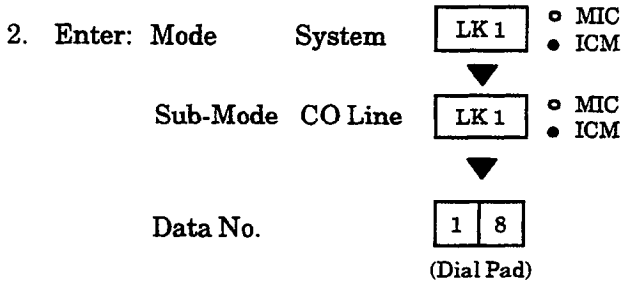 2. Enter: Mode System LK 1 ○ MIC
● ICM
Sub-Mode CO Line LK 1 ○ MIC
● ICM
Data No. 1 8
(Dial Pad)